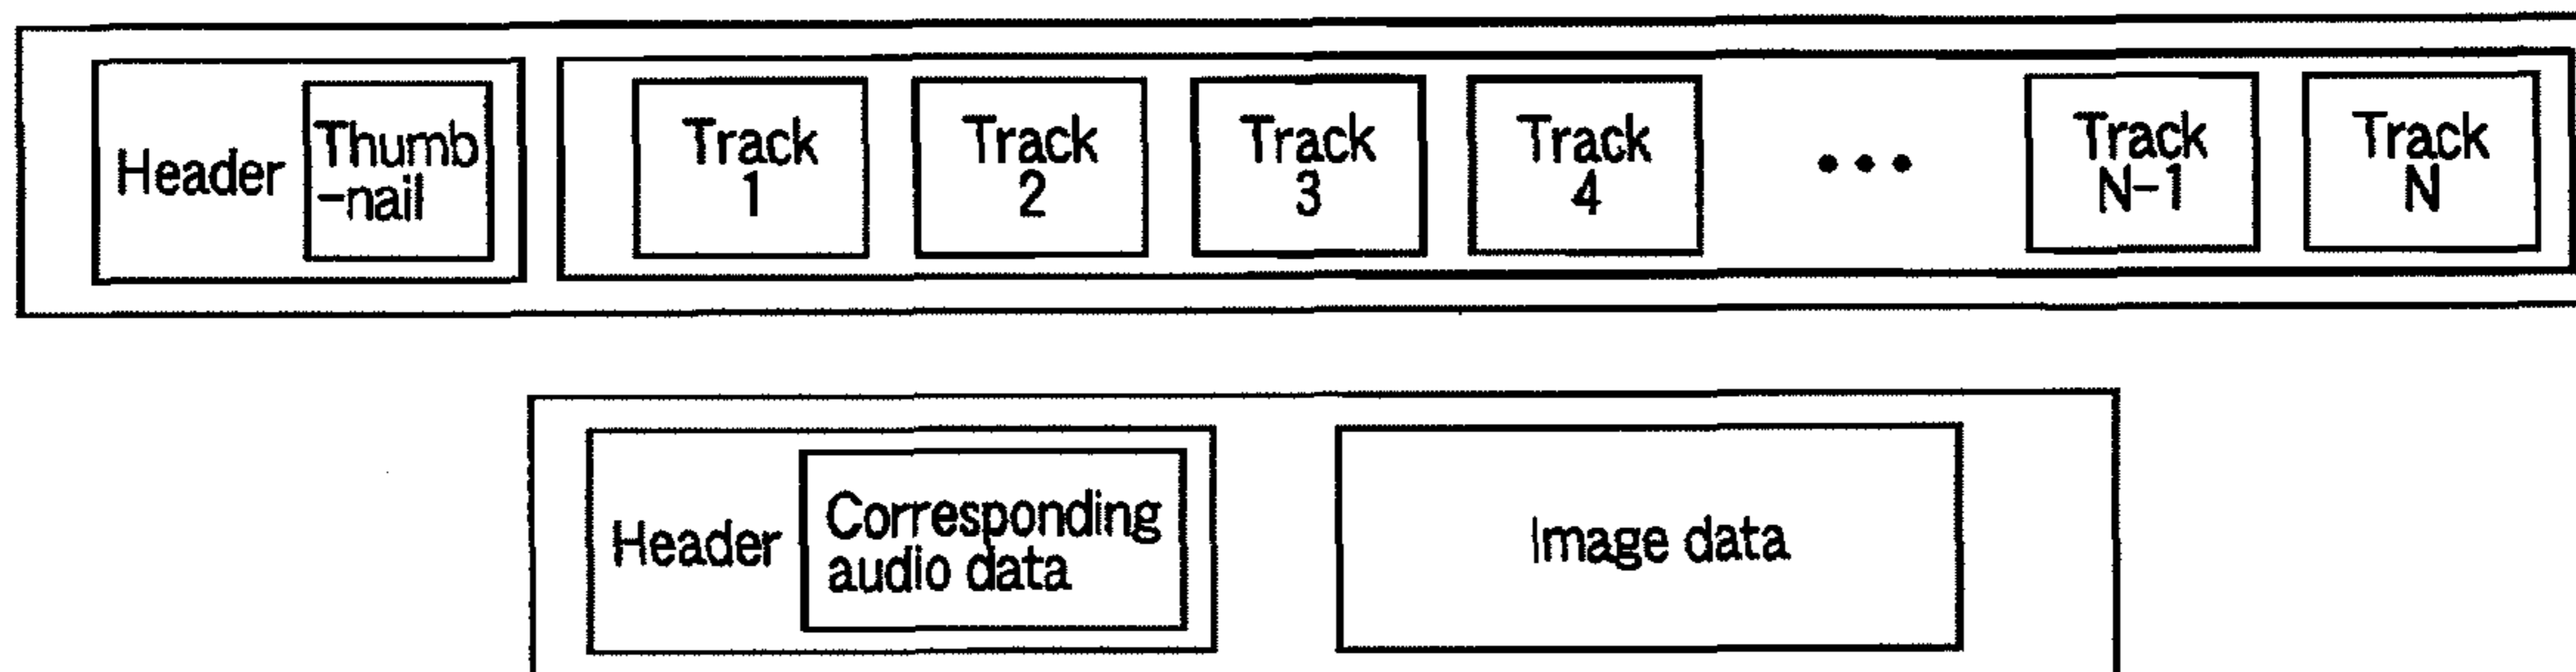 Header
Thumb
-nail
Track
1
Track
2
Track
3
Track
4
•••
Track
N-1
Track
N
Header
Corresponding
audio data
Image data